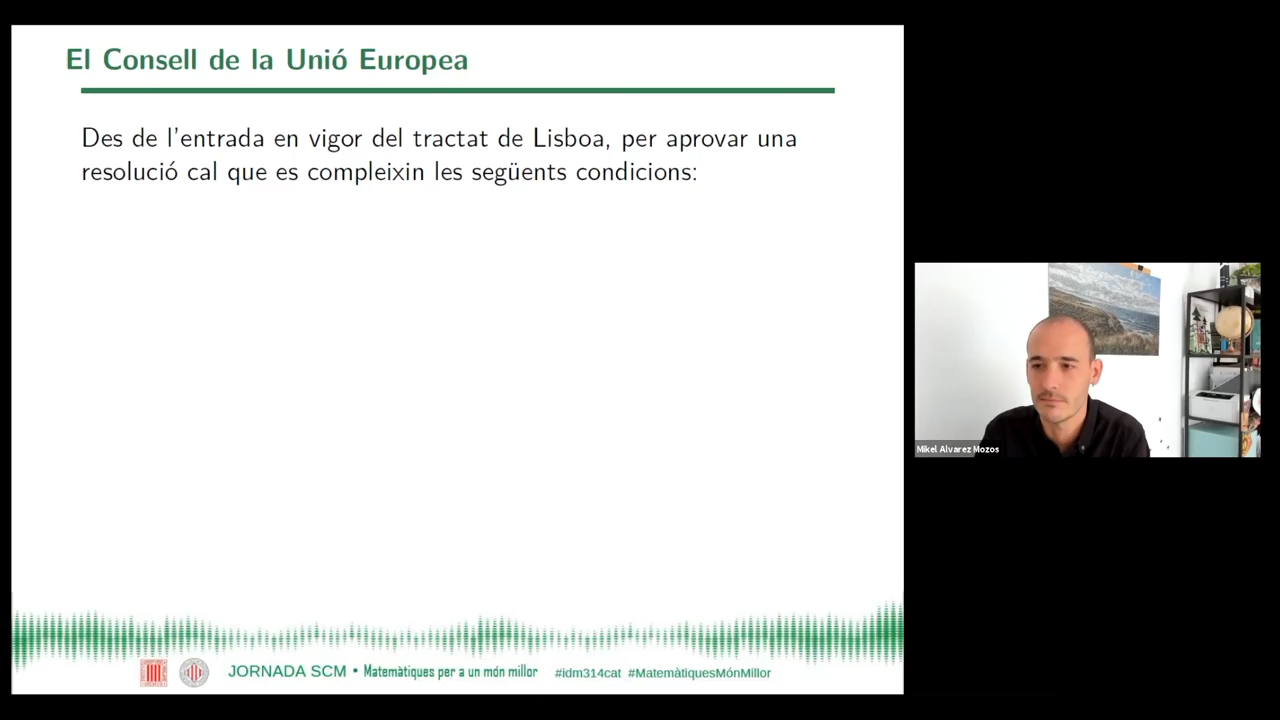 El Consell de la Unió Europea
Des de l'entrada en vigor del tractat de Lisboa, per aprovar una
resolució cal que es compleixin les següents condicions:
Mikel Alvarez Mozos
JORNADA SCM • Matemàtiques per a un món millor #idm314cat #MatemàtiquesMónMillor